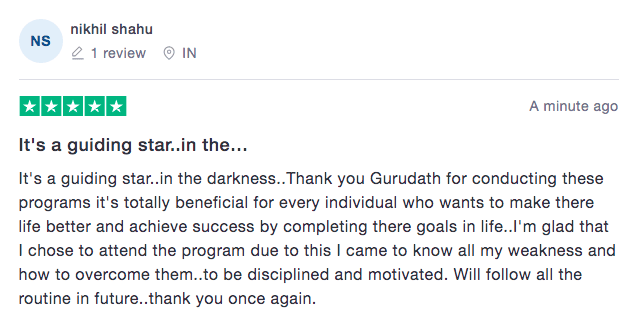 NS
nikhil shahu
1 review
IN
A minute ago
It's a guiding star..in the...
It's a guiding star..in the darkness..Thank you Gurudath for conducting these
programs it's totally beneficial for every individual who wants to make there
life better and achieve success by completing there goals in life..I'm glad that
I chose to attend the program due to this I came to know all my weakness and
how to overcome them..to be disciplined and motivated. Will follow all the
routine in future..thank you once again.